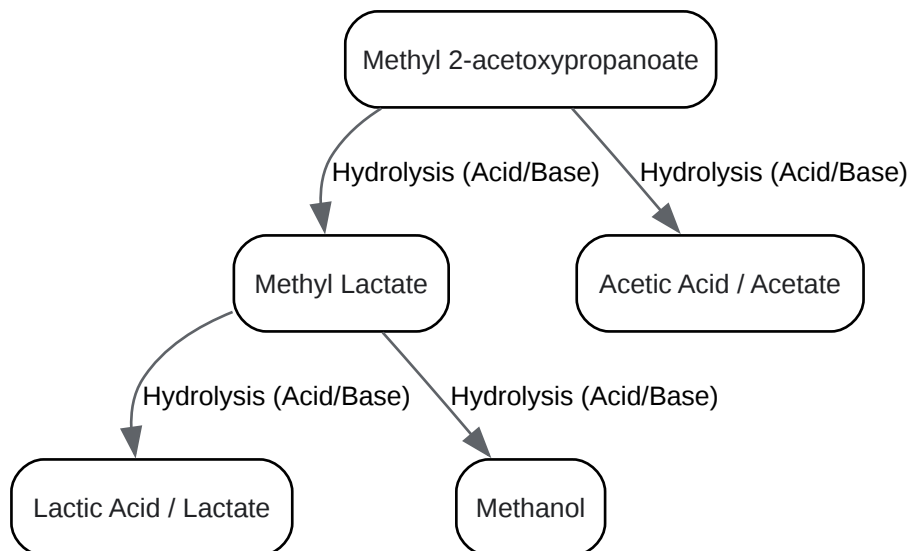 Methyl 2-acetoxypropanoate
Hydrolysis (Acid/Base)
Hydrolysis (Acid/Base)
Methyl Lactate
Acetic Acid / Acetate
Hydrolysis (Acid/Base)
Hydrolysis (Acid/Base)
Lactic Acid / Lactate
Methanol